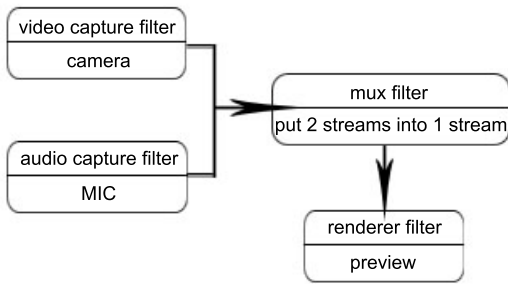 video capture filter
camera
audio capture filter
MIC
mux filter
put 2 streams into 1 stream
renderer filter
preview